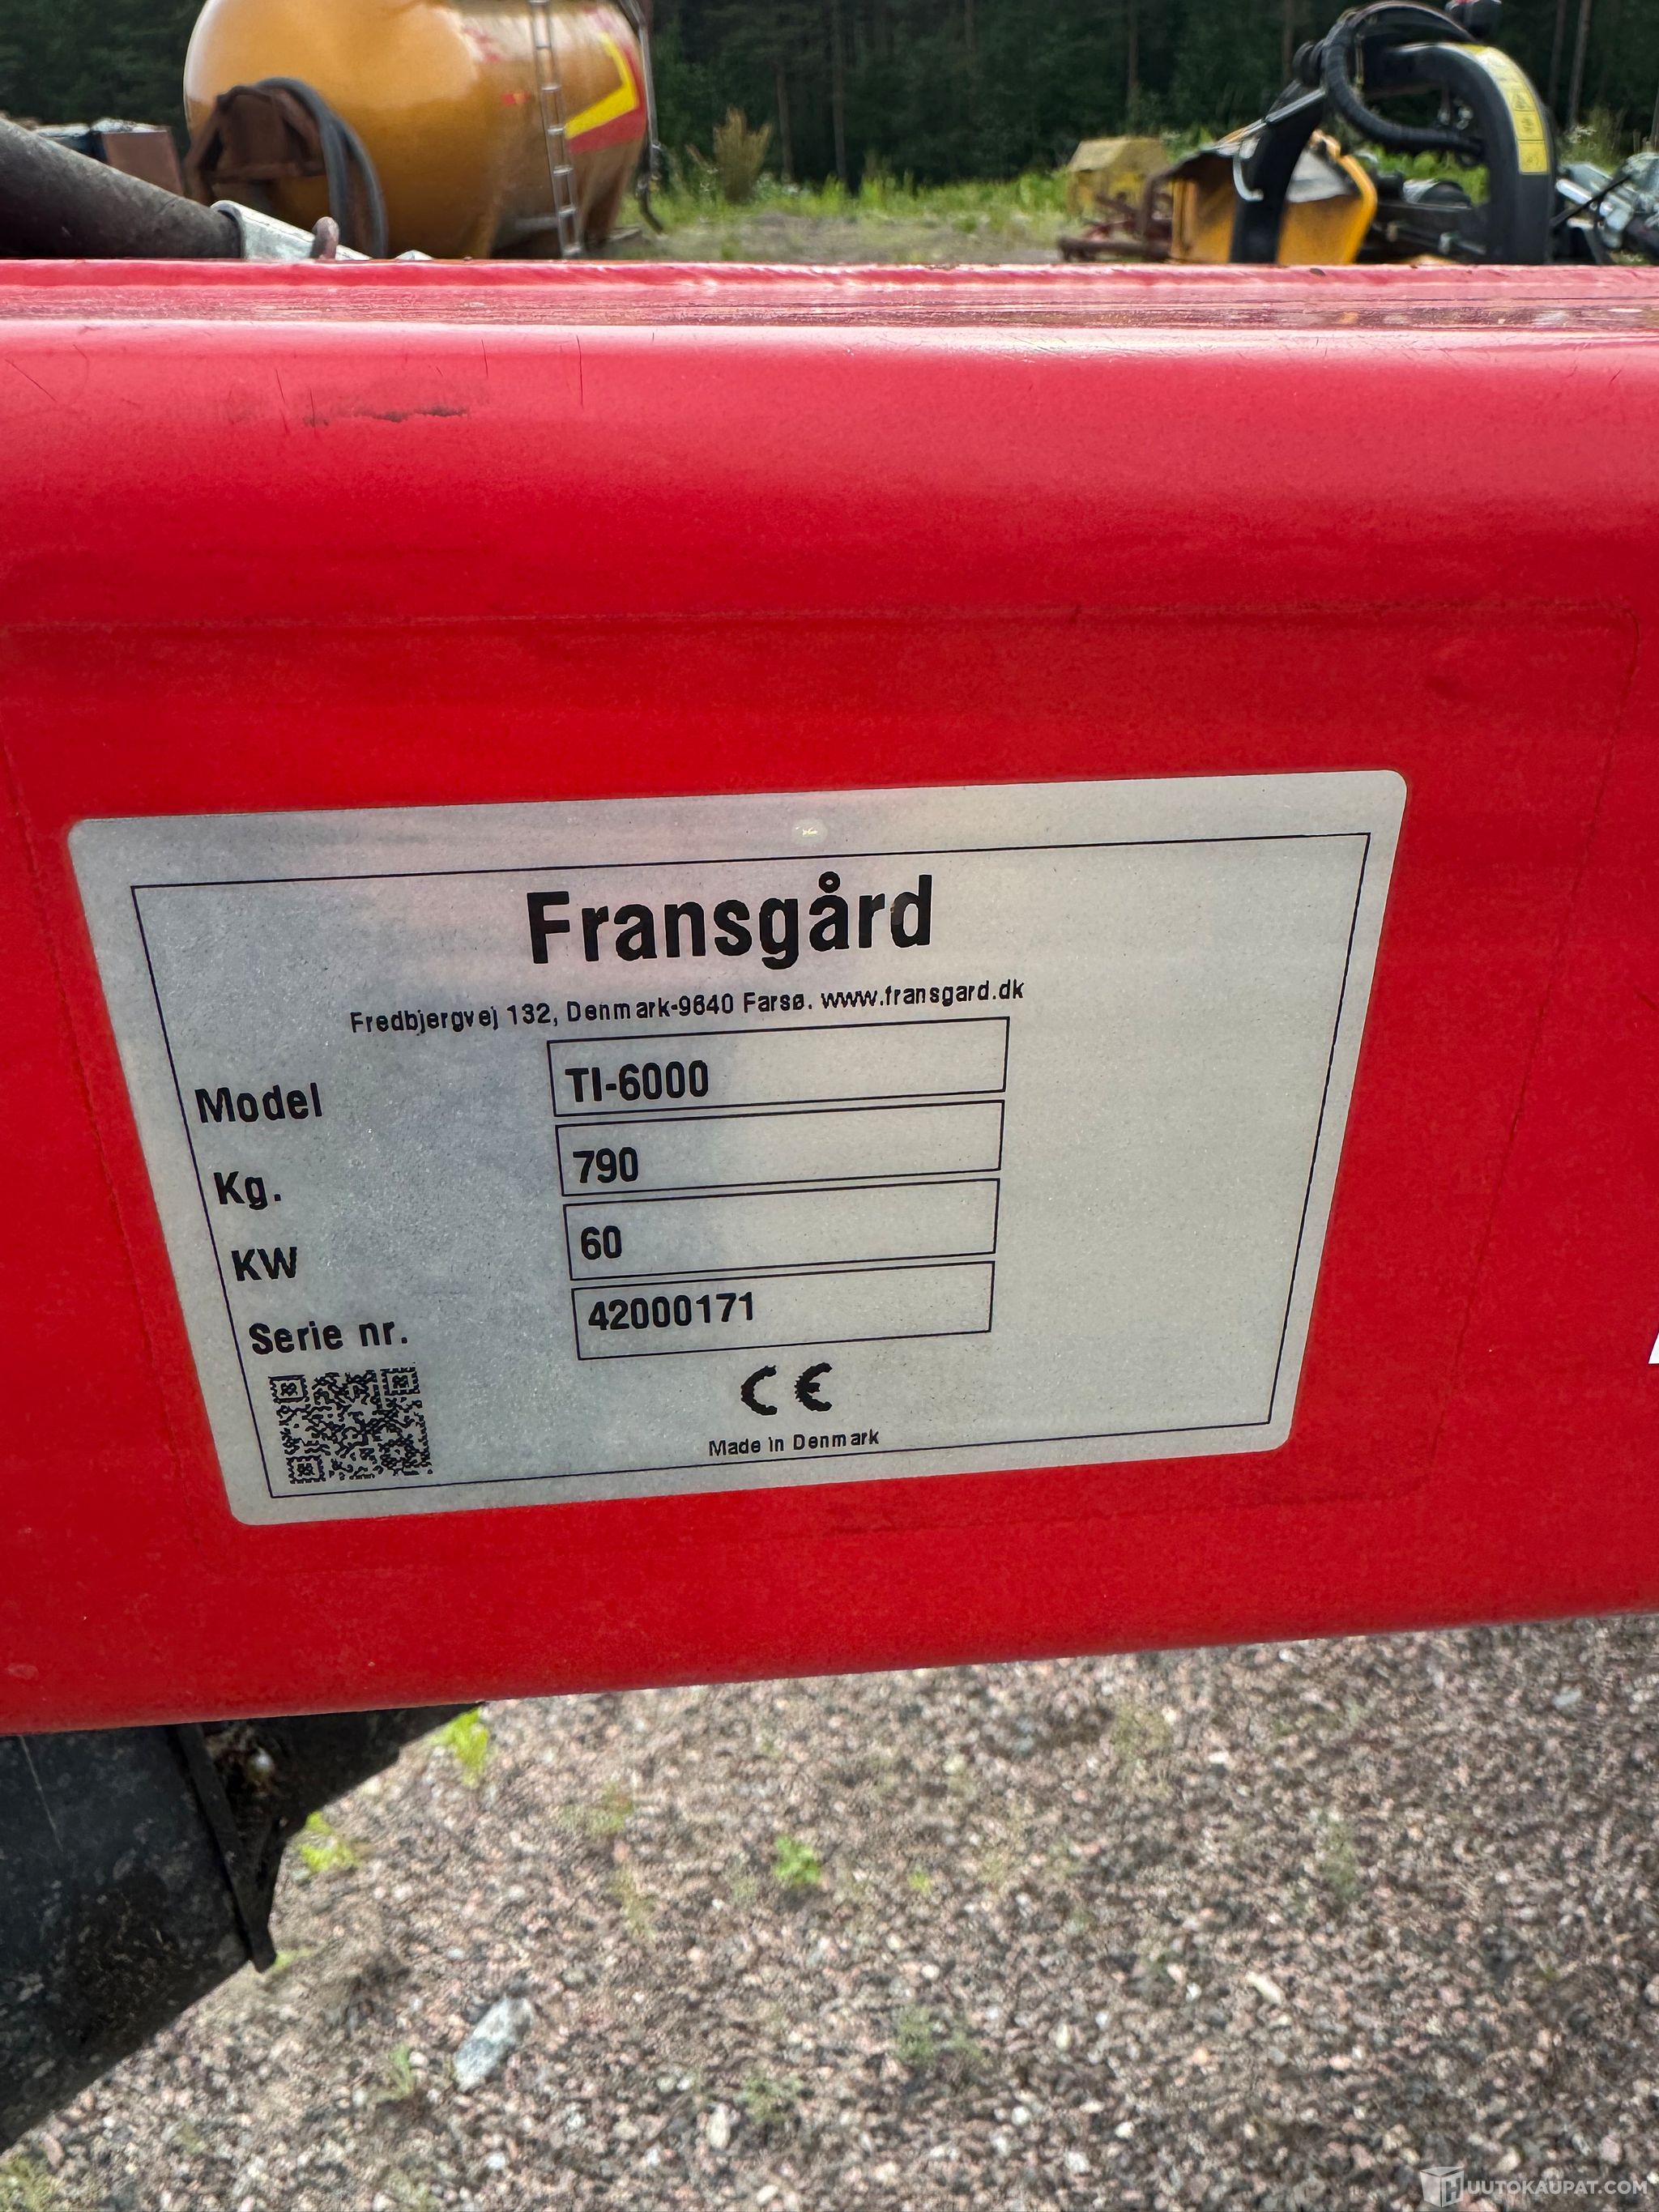 Fransgård
Fredbjergvej 132, Denmark-9640 Farsø. www.fransgard.dk
Model TI-6000
Kg. 790
KW 60
Serie nr. 42000171
CE
Made in Denmark
HUUTOKAUPAT.COM